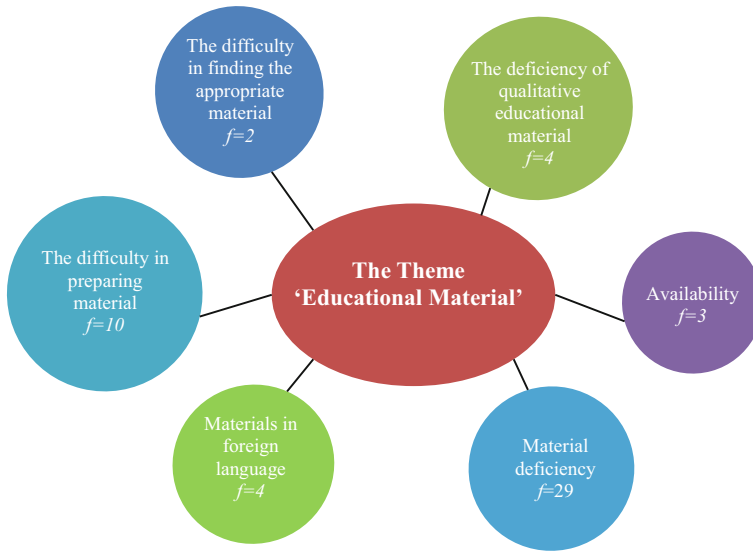 The difficulty
in finding the
appropriate
material
f=2
The deficiency of
qualitative
educational
material
f=4
The difficulty in
preparing
material
f=10
The Theme
‘Educational Material’
Availability
f=3
Materials in
foreign
language
f=4
Material
deficiency
f=29